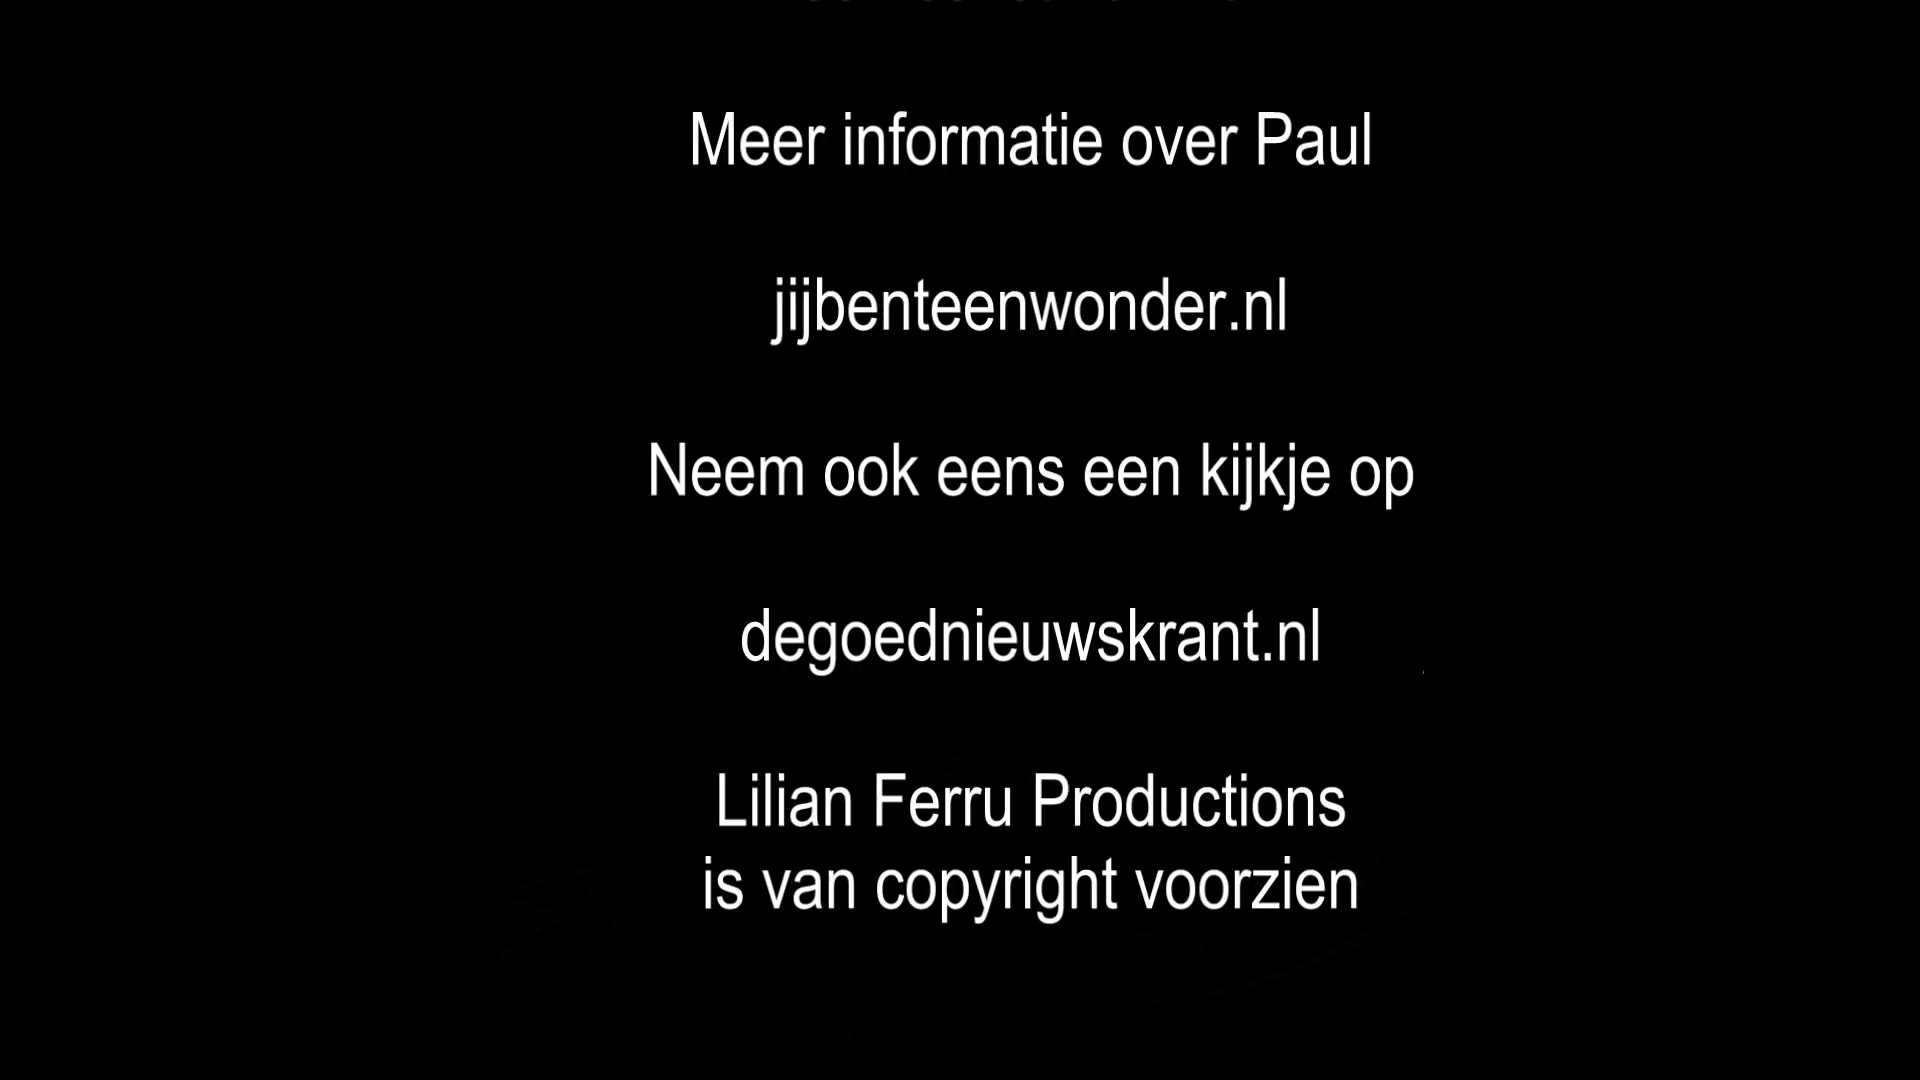 Meer informatie over Paul
jijbenteenwonder.nl
Neem ook eens een kijkje op
degoednieuwskrant.nl
Lilian Ferru Productions
is van copyright voorzien